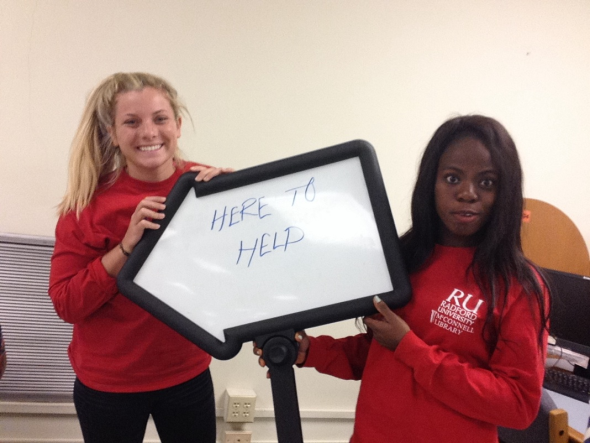 HERE TO
HELP
RU
RADFORD
UNIVERSITY
McCONNELL
LIBRARY